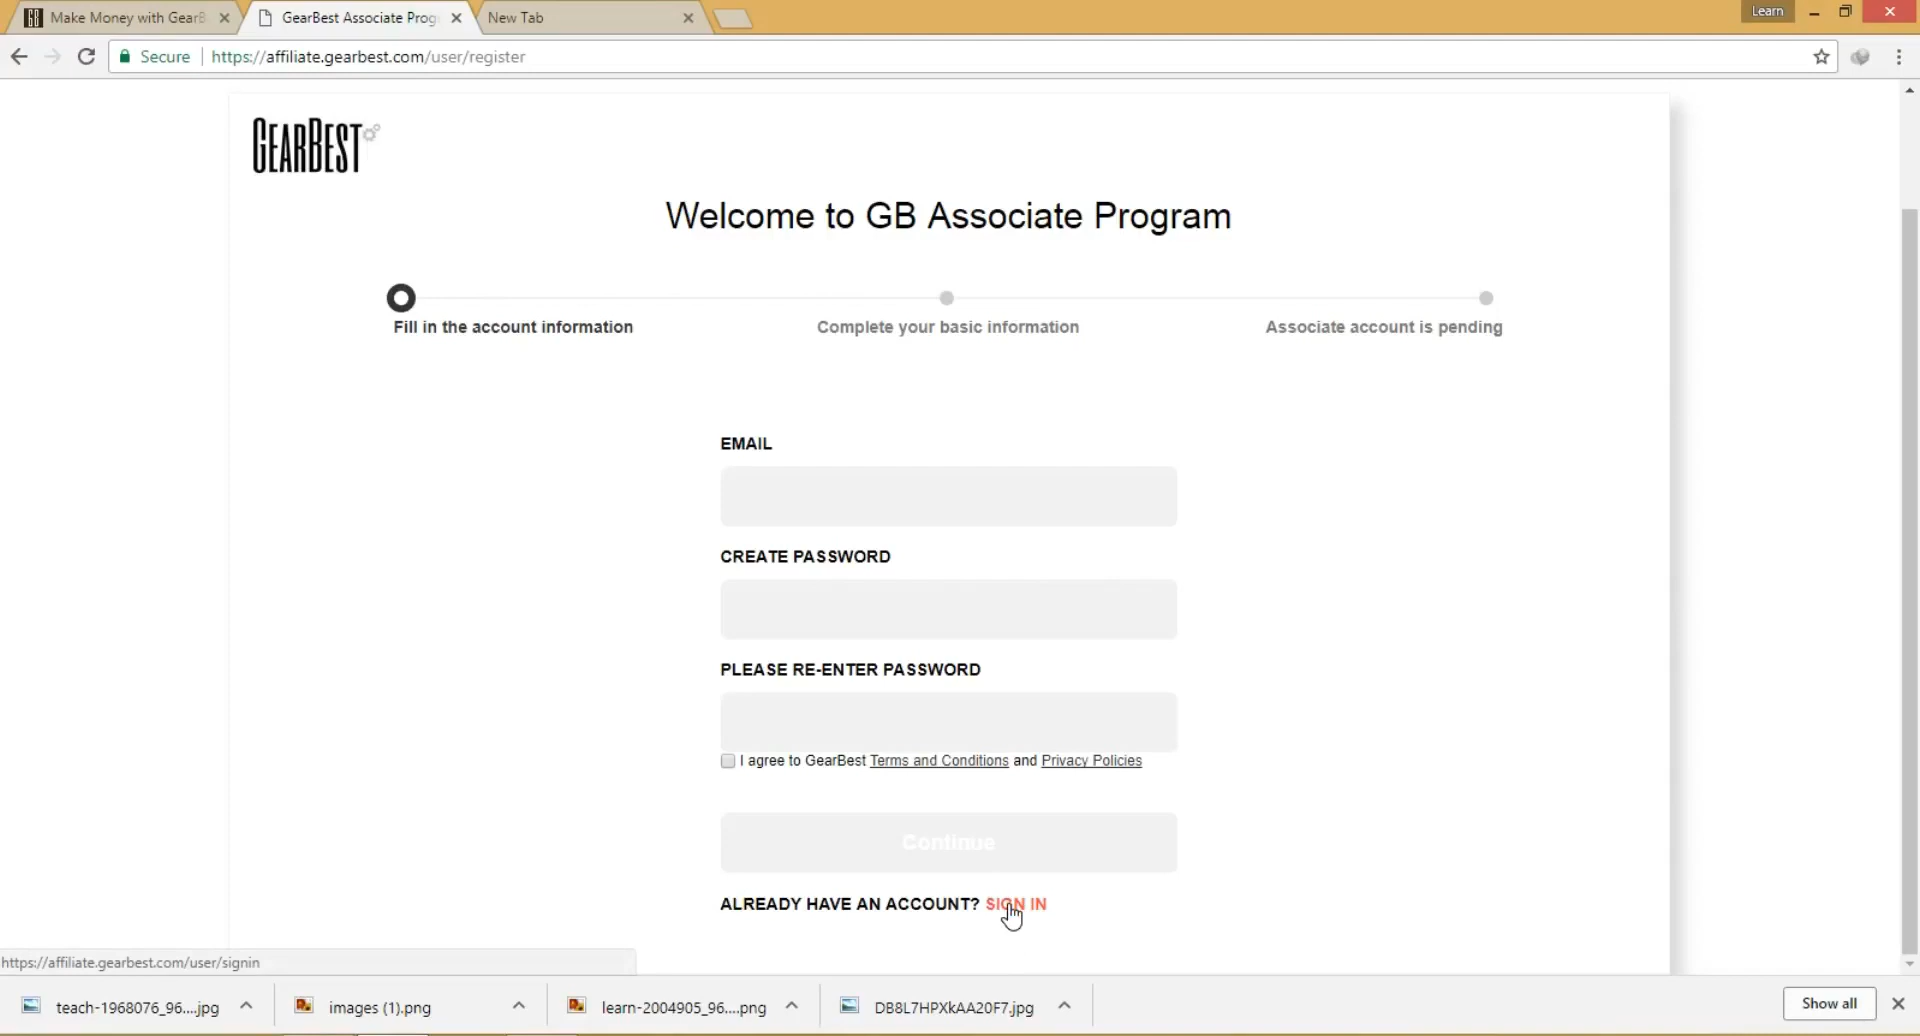 Make Money with GearB
GearBest Associate Prog
New Tab
Learn
Secure
https://affiliate.gearbest.com/user/register
GEARBEST
Welcome to GB Associate Program
Fill in the account information
Complete your basic information
Associate account is pending
EMAIL
CREATE PASSWORD
PLEASE RE-ENTER PASSWORD
I agree to GearBest Terms and Conditions and Privacy Policies
Continue
ALREADY HAVE AN ACCOUNT? SIGN IN
https://affiliate.gearbest.com/user/signin
teach-1968076_96....jpg
images (1).png
learn-2004905_96....png
DB8L7HPXkAA20F7.jpg
Show all